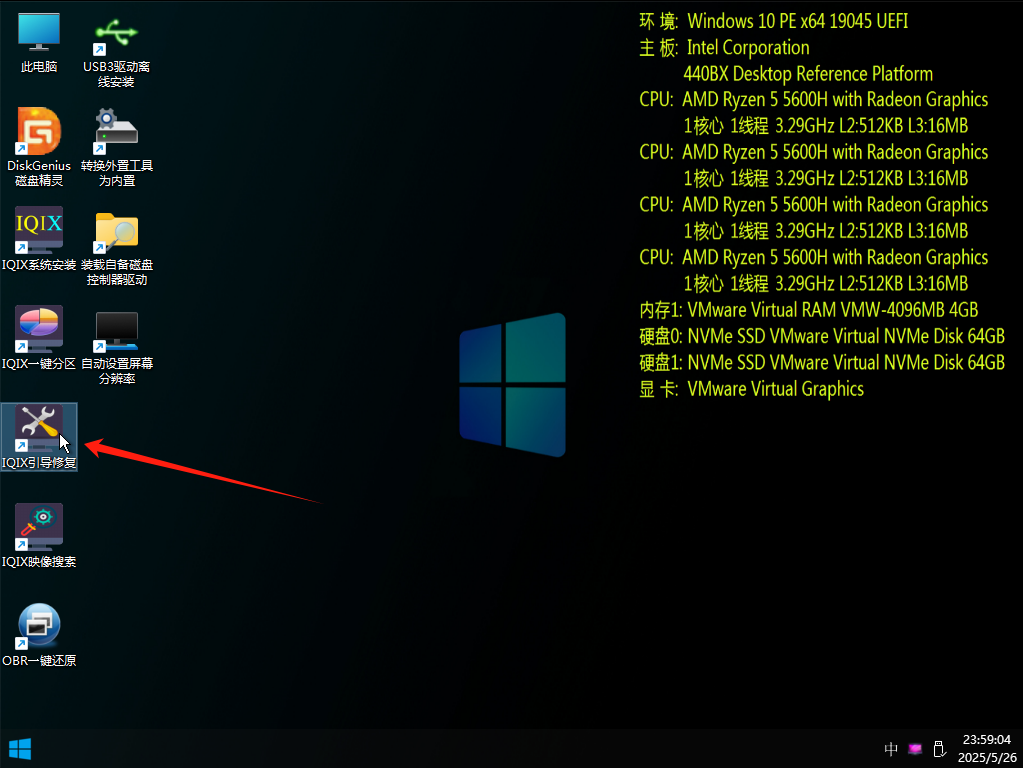 此电脑
USB3驱动离
线安装
DiskGenius
磁盘精灵
转换外置工具
为内置
IQIX
IQIX系统安装
装载自备磁盘
控制器驱动
IQIX一键分区
自动设置屏幕
分辨率
IQIX引导修复
IQIX映像搜索
OBR一键还原
环 境: Windows 10 PE x64 19045 UEFI
主 板: Intel Corporation
440BX Desktop Reference Platform
CPU: AMD Ryzen 5 5600H with Radeon Graphics
1核心 1线程 3.29GHz L2:512KB L3:16MB
CPU: AMD Ryzen 5 5600H with Radeon Graphics
1核心 1线程 3.29GHz L2:512KB L3:16MB
CPU: AMD Ryzen 5 5600H with Radeon Graphics
1核心 1线程 3.29GHz L2:512KB L3:16MB
CPU: AMD Ryzen 5 5600H with Radeon Graphics
1核心 1线程 3.29GHz L2:512KB L3:16MB
内存1: VMware Virtual RAM VMW-4096MB 4GB
硬盘0: NVMe SSD VMware Virtual NVMe Disk 64GB
硬盘1: NVMe SSD VMware Virtual NVMe Disk 64GB
显 卡: VMware Virtual Graphics
中
23:59:04
2025/5/26